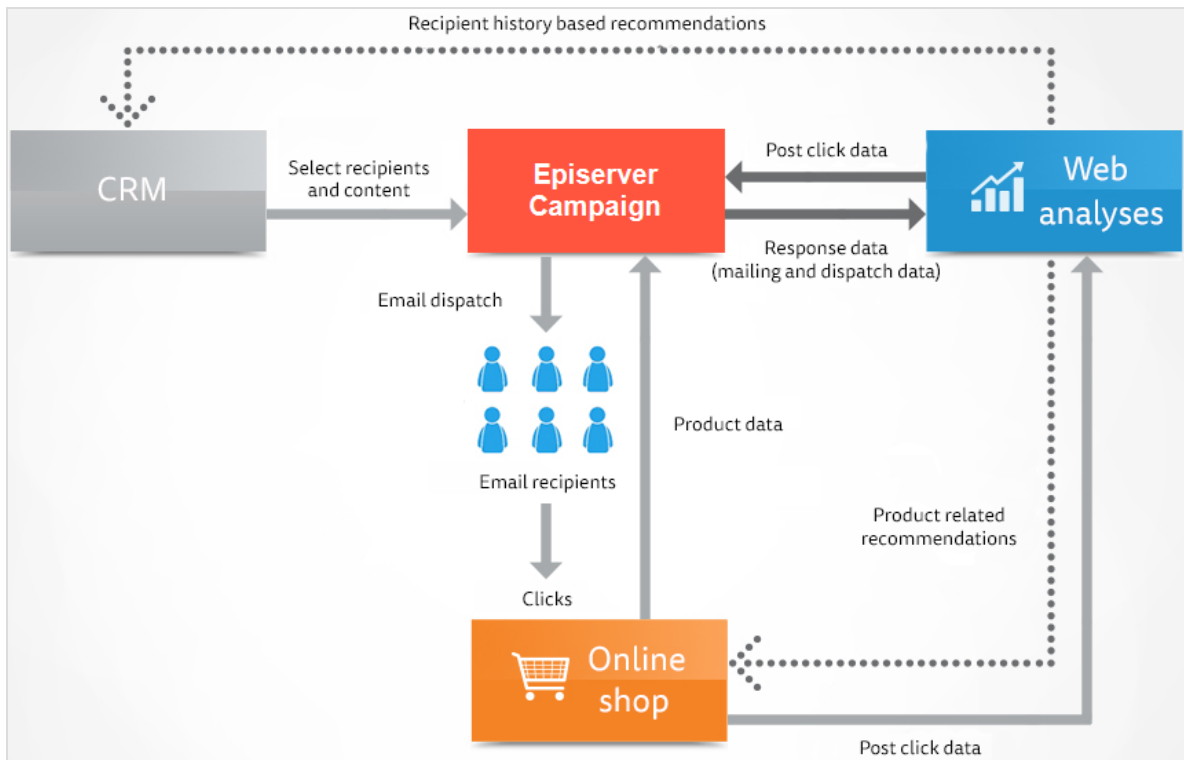 Recipient history based recommendations
CRM
Select recipients
and content
Episerver
Campaign
Post click data
Web
analyses
Response data
(mailing and dispatch data)
Email dispatch
Product data
Email recipients
Product related
recommendations
Clicks
Online
shop
Post click data